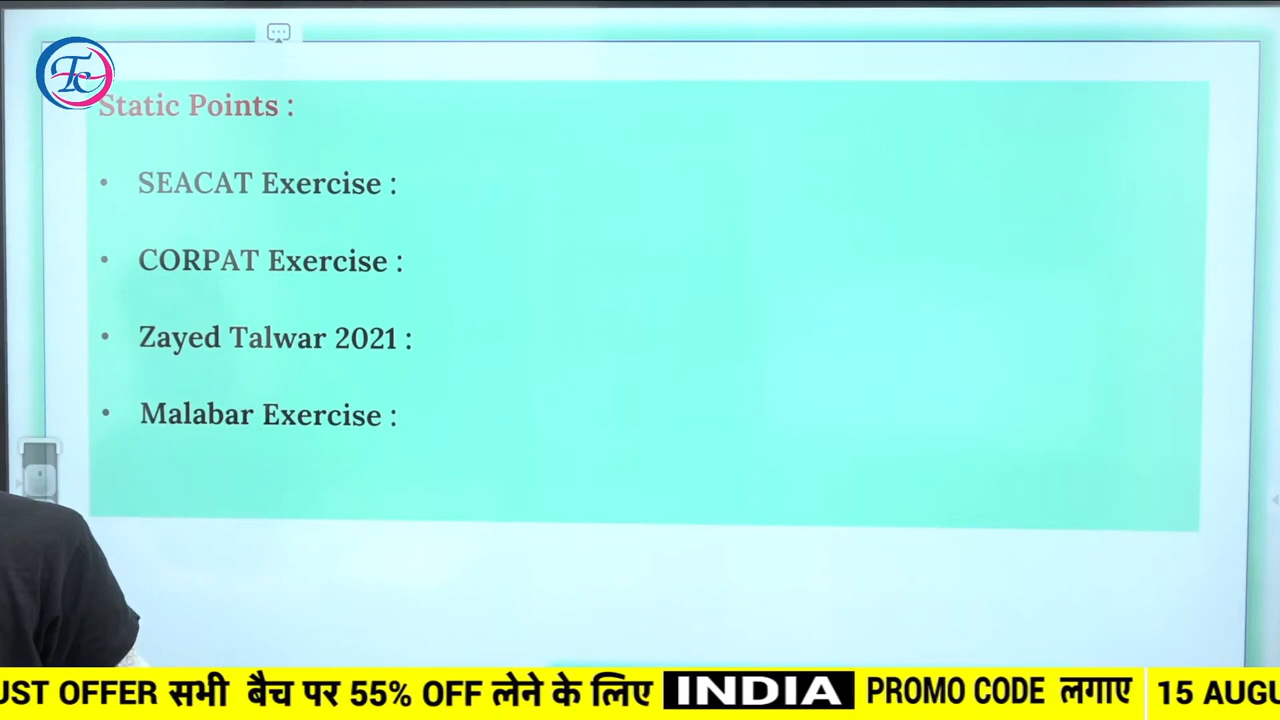 Tc
Static Points :
• SEACAT Exercise :
• CORPAT Exercise :
• Zayed Talwar 2021 :
• Malabar Exercise :
UST OFFER सभी बैच पर 55% OFF लेने के लिए INDIA PROMO CODE लगाए 15 AUGU